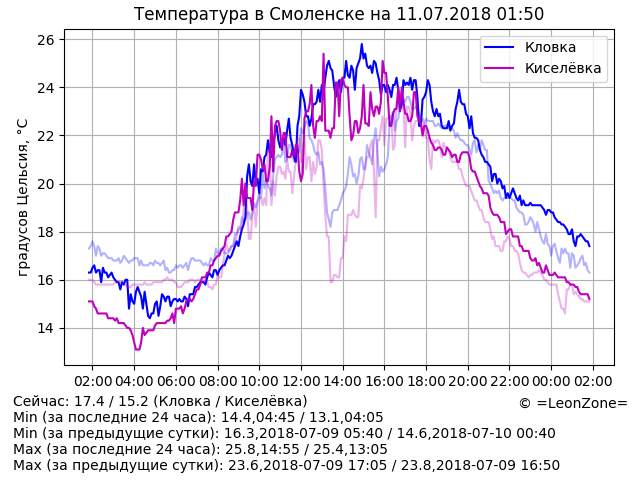 Температура в Смоленске на 11.07.2018 01:50
26
24
22
20
18
16
14
градусов Цельсия, °C
Кловка
Киселёвка
02:00 04:00 06:00 08:00 10:00 12:00 14:00 16:00 18:00 20:00 22:00 00:00 02:00
Сейчас: 17.4 / 15.2 (Кловка / Киселёвка)
© =LeonZone=
Min (за последние 24 часа): 14.4,04:45 / 13.1,04:05
Min (за предыдущие сутки): 16.3,2018-07-09 05:40 / 14.6,2018-07-10 00:40
Max (за последние 24 часа): 25.8,14:55 / 25.4,13:05
Max (за предыдущие сутки): 23.6,2018-07-09 17:05 / 23.8,2018-07-09 16:50